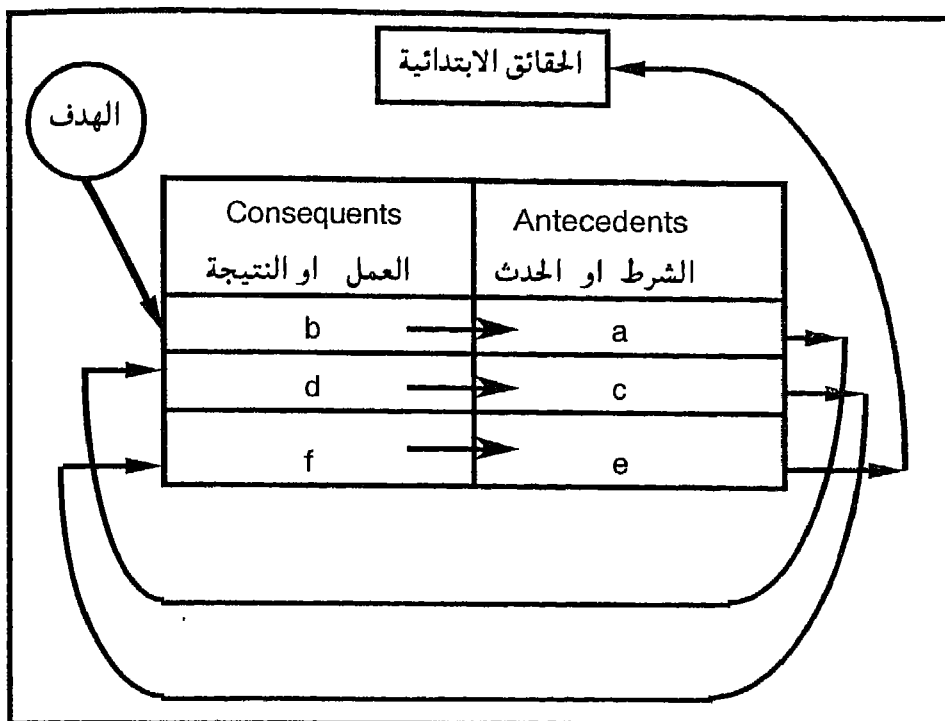 الحقائق الابتدائية
الهدف
Consequents
العمل او النتيجة
Antecedents
الشرط او الحدث
b
a
d
c
f
e